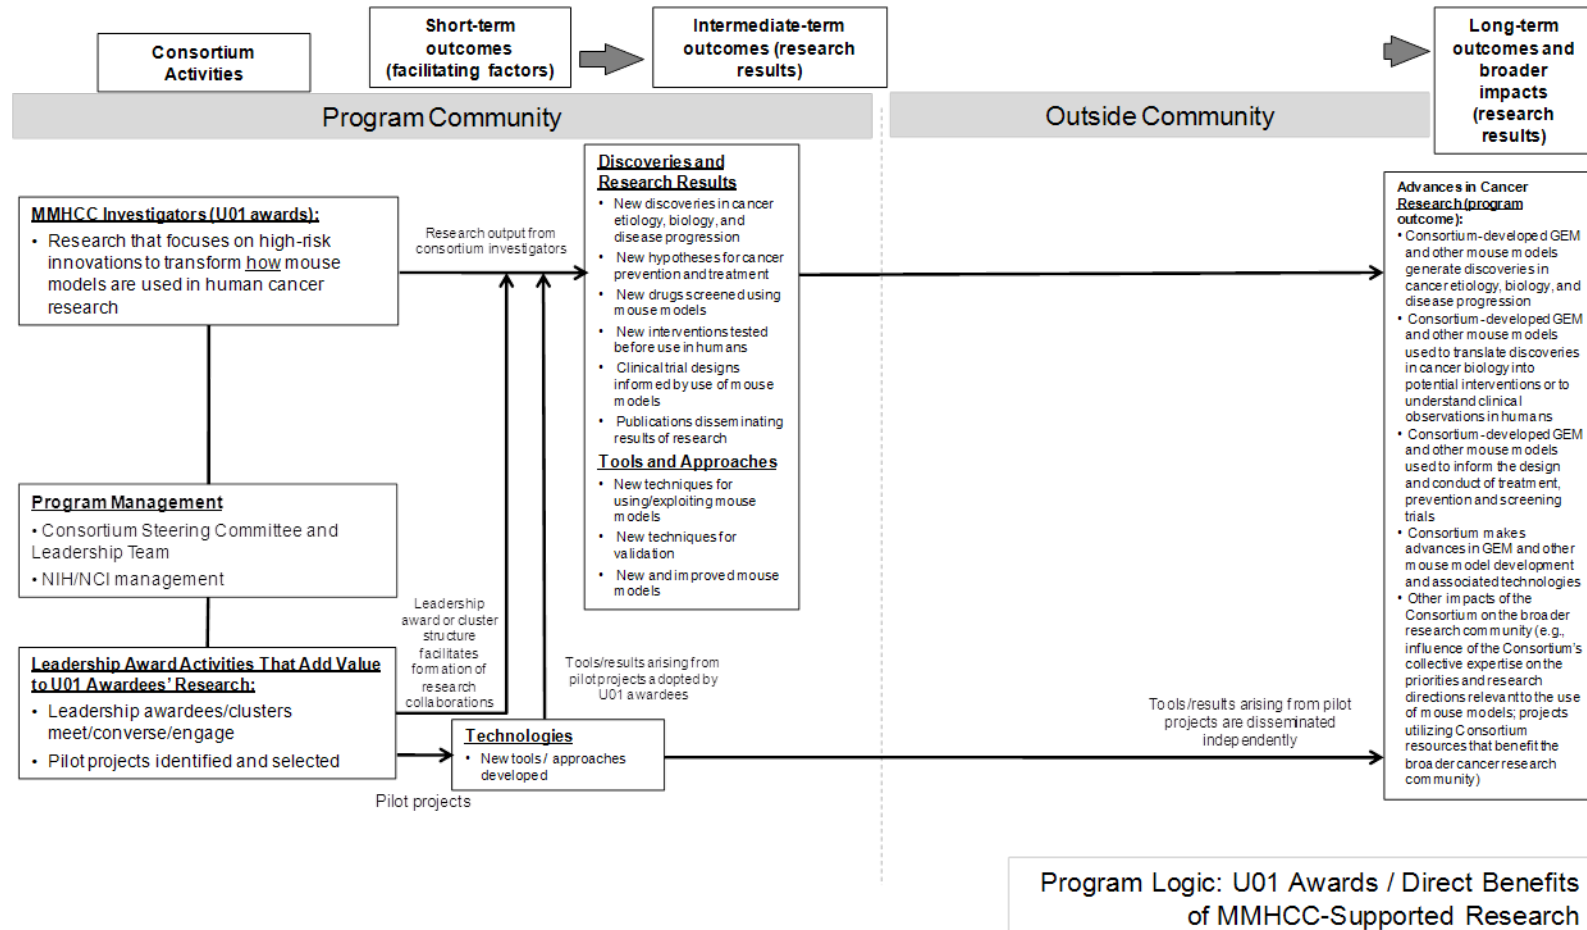 Consortium
Activities
Short-term
outcomes
(facilitating factors)
Intermediate-term
outcomes (research
results)
Long-term
outcomes and
broader
impacts
(research
results)
Program Community
Outside Community
MMHCC Investigators (U01 awards):
• Research that focuses on high-risk
innovations to transform how mouse
models are used in human cancer
research
Program Management
• Consortium Steering Committee and
Leadership Team
• NIH/NCI management
Leadership Award Activities That Add Value
to U01 Awardees' Research:
• Leadership awardees/clusters
meet/converse/engage
• Pilot projects identified and selected
Pilot projects
Research output from
consortium investigators
Leadership
award or cluster
structure
facilitates
formation of
research
collaborations
Tools/results arising from
pilot projects adopted by
U01 awardees
Technologies
• New tools / approaches
developed
Discoveries and
Research Results
• New discoveries in cancer
etiology, biology, and
disease progression
• New hypotheses for cancer
prevention and treatment
• New drugs screened using
mouse models
• New interventions tested
before use in humans
• Clinical trial designs
informed by use of mouse
models
• Publications disseminating
results of research
Tools and Approaches
• New techniques for
using/exploiting mouse
models
• New techniques for
validation
• New and improved mouse
models
Tools/results arising from pilot
projects are disseminated
independently
Advances in Cancer
Research (program
outcome):
• Consortium-developed GEM
and other mouse models
generate discoveries in
cancer etiology, biology, and
disease progression
• Consortium-developed GEM
and other mouse models
used to translate discoveries
in cancer biology into
potential interventions or to
understand clinical
observations in humans
• Consortium-developed GEM
and other mouse models
used to inform the design
and conduct of treatment,
prevention and screening
trials
• Consortium makes
advances in GEM and other
mouse model development
and associated technologies
• Other impacts of the
Consortium on the broader
research community (e.g.,
influence of the Consortium's
collective expertise on the
priorities and research
directions relevant to the use
of mouse models; projects
utilizing Consortium
resources that benefit the
broader cancer research
community)
Program Logic: U01 Awards / Direct Benefits
of MMHCC-Supported Research